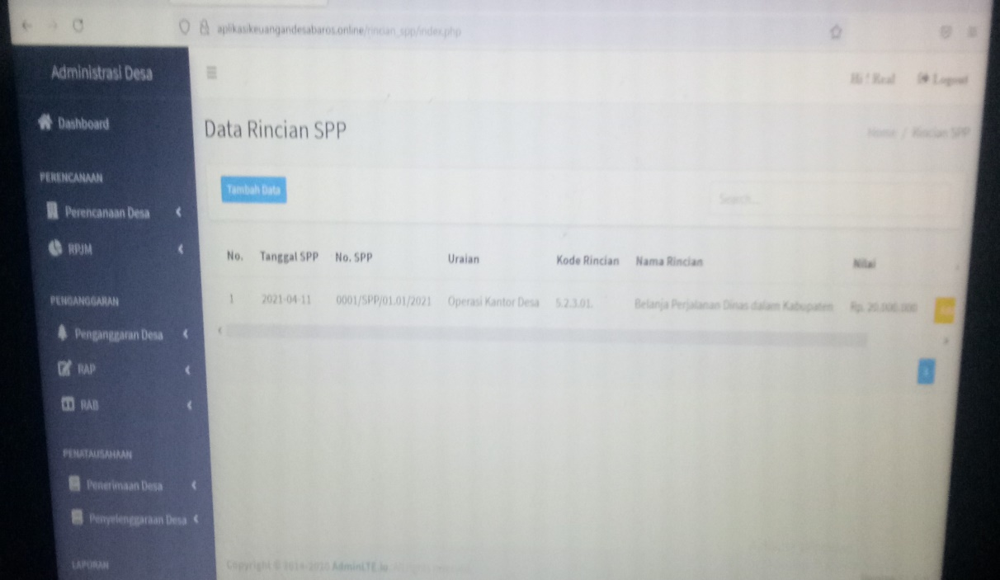 aplikasikeuangandesabaros.online/rincian_spp/index.php
Administrasi Desa
Hi ! Real Logout
Dashboard
Data Rincian SPP
Home / Rincian SPP
PERENCANAAN
Tambah Data
Search...
Perencanaan Desa
RPJM
No. Tanggal SPP No. SPP Uraian Kode Rincian Nama Rincian Nilai
1 2021-04-11 0001/SPP/01.01/2021 Operasi Kantor Desa 5.2.3.01. Belanja Perjalanan Dinas dalam Kabupaten Rp. 20.000.000
PENGANGGARAN
Penganggaran Desa
RAP
1
RAB
PENATAUSAHAAN
Penerimaan Desa
Penyelenggaraan Desa
LAPORAN
Copyright © 2014-2020 AdminLTE.io.